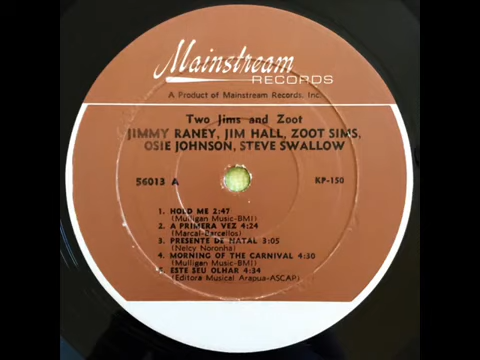 Mainstream
RECORDS
A Product of Mainstream Records, Inc.
Two Jims and Zoot
JIMMY RANEY, JIM HALL, ZOOT SIMS,
OSIE JOHNSON, STEVE SWALLOW
56013 A KP-150
1. HOLD ME 2:47
(Mulligan Music-BMI)
2. A PRIMERA VEZ 4:24
(Marcal-Barcellos)
3. PRESENTE DE NATAL 3:05
(Nelcy Noronha)
4. MORNING OF THE CARNIVAL 4:30
(Mulligan Music-BMI)
5. ESTE SEU OLHAR 4:34
(Editora Musical Arapua-ASCAP)